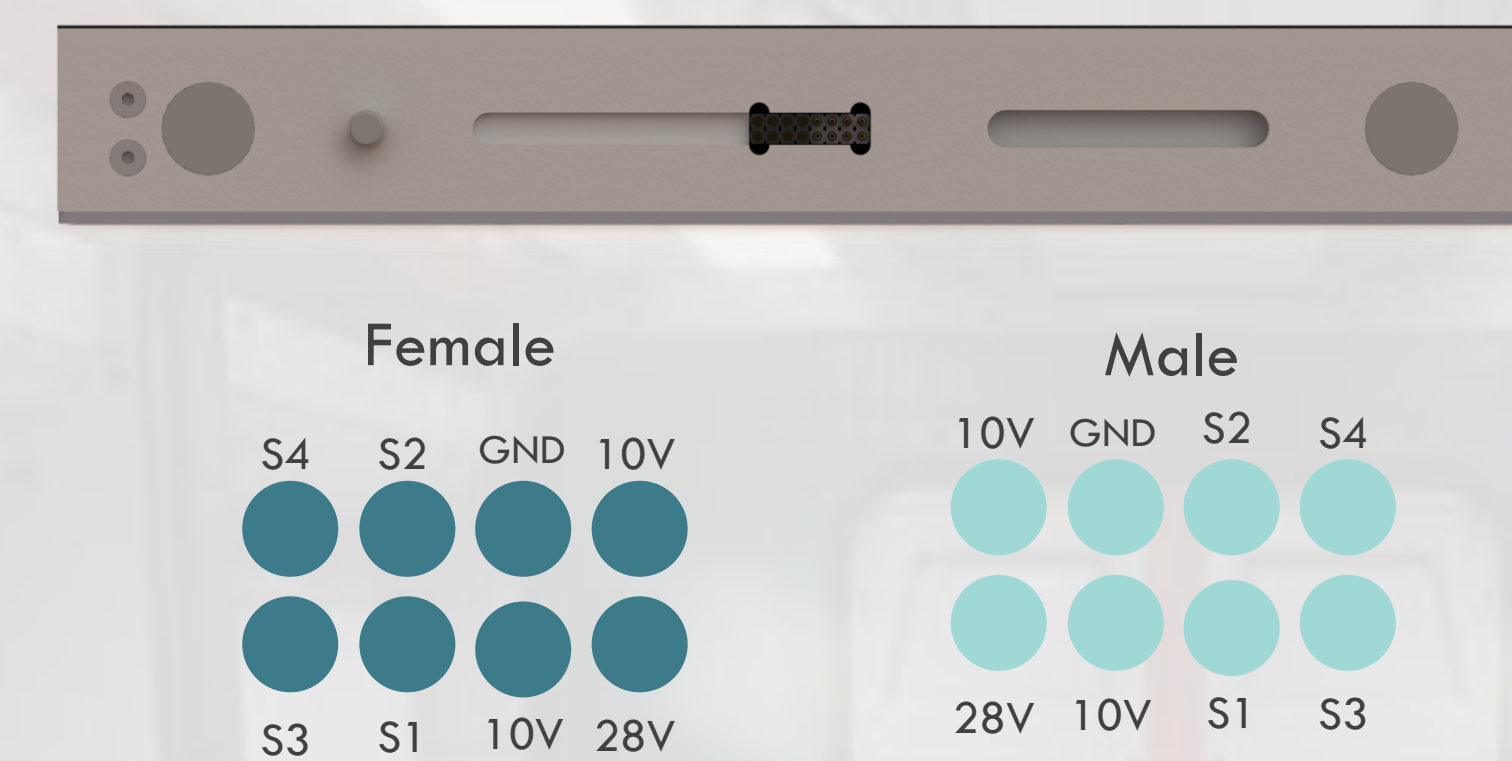 Female
S4 S2 GND 10V
S3 S1 10V 28V
Male
10V GND S2 S4
28V 10V S1 S3